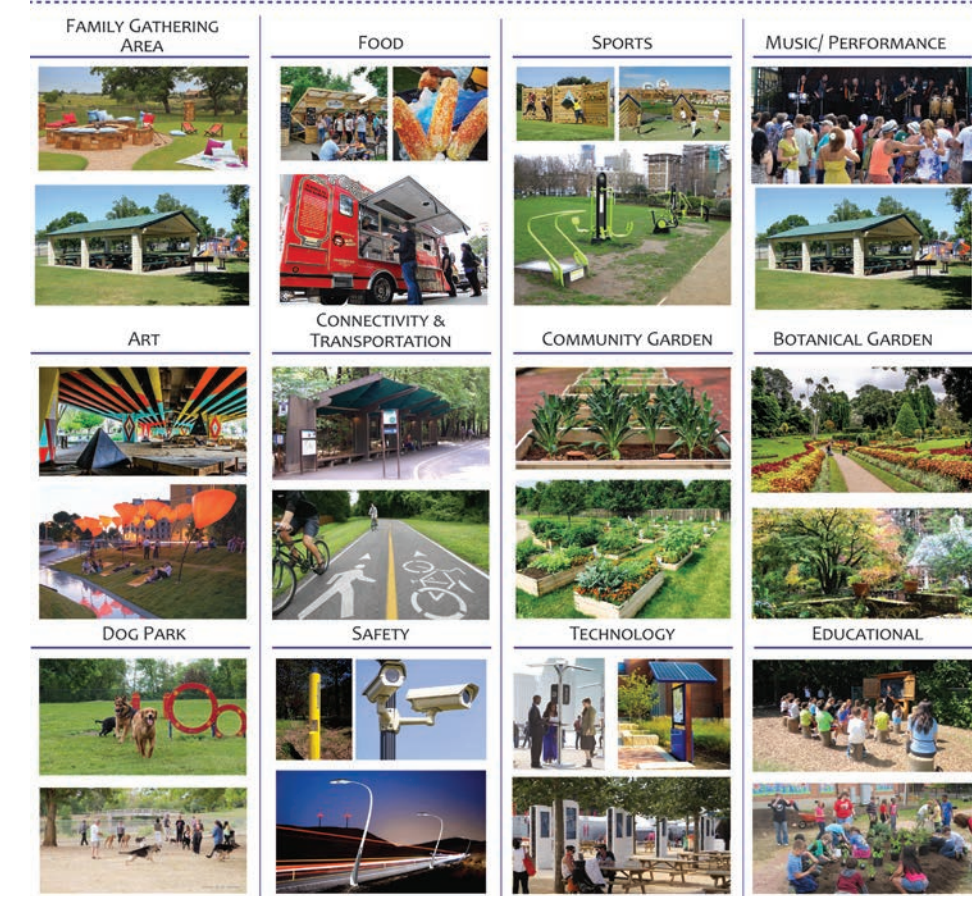 FAMILY GATHERING
AREA
FOOD
SPORTS
MUSIC/ PERFORMANCE
ART
CONNECTIVITY &
TRANSPORTATION
COMMUNITY GARDEN
BOTANICAL GARDEN
DOG PARK
SAFETY
TECHNOLOGY
EDUCATIONAL